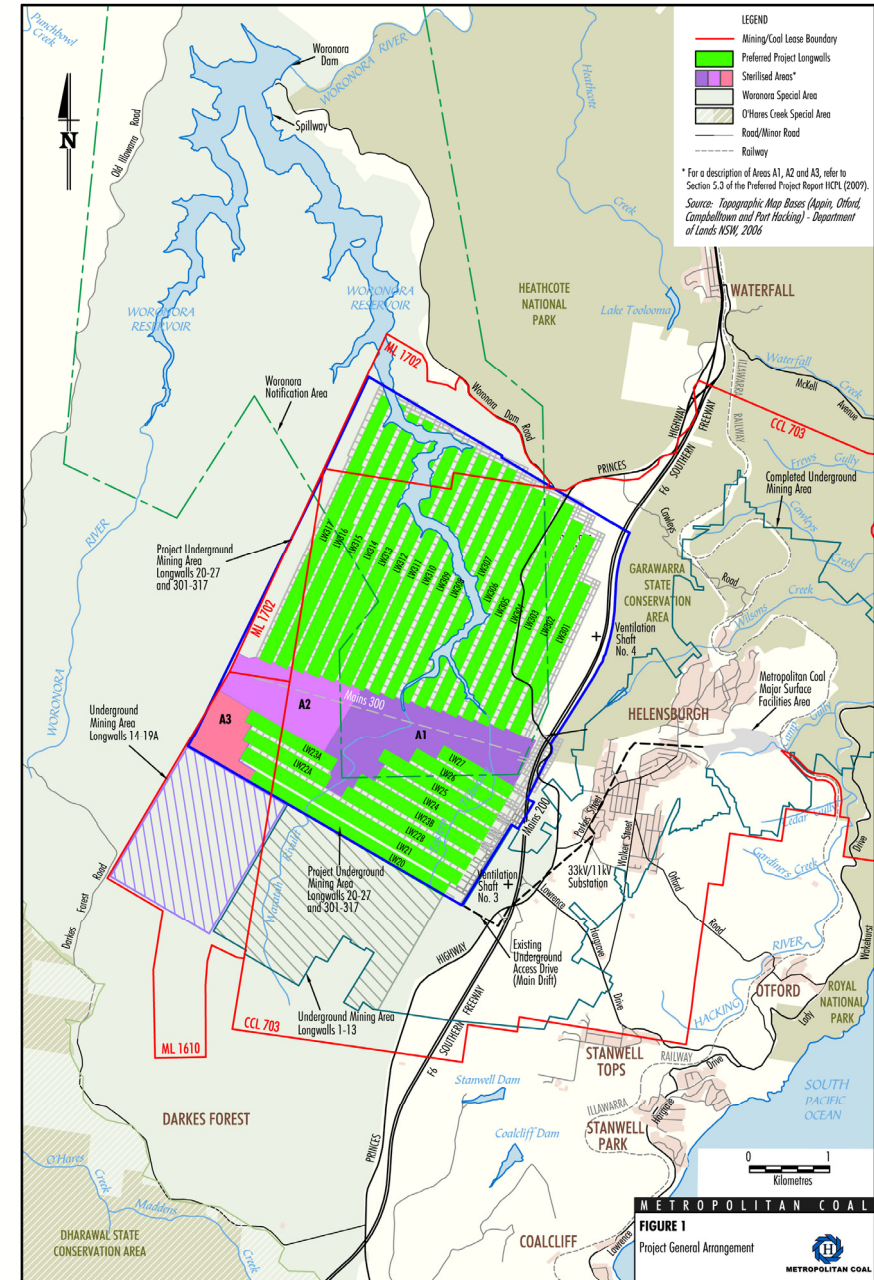 Punchbowl
Creek
Woronora
Dam
WORONORA RIVER
Spillway
Old Illawarra Road
N
Heathcote
Creek
LEGEND
Mining/Coal Lease Boundary
Preferred Project Longwalls
Sterilised Areas*
Woronora Special Area
O'Hares Creek Special Area
Road/Minor Road
Railway
* For a description of Areas A1, A2 and A3, refer to
Section 5.3 of the Preferred Project Report HCPL (2009).
Source: Topographic Map Bases (Appin, Otford,
Campbelltown and Port Hacking) - Department
of Lands NSW, 2006
WORONORA
RESERVOIR
WORONORA
RESERVOIR
HEATHCOTE
NATIONAL
PARK
Lake Toolooma
WATERFALL
ILLAWARRA
RAILWAY
Waterfall
Creek
McKell
Avenue
ML 1702
Woronora Dam Road
Woronora
Notification Area
PRINCES
HIGHWAY
F6 SOUTHERN
FREEWAY
CCL 703
Frews Gully
Completed Underground
Mining Area
Cawleys
Creek
Cawleys
Road
RIVER
WORONORA
Project Underground
Mining Area
Longwalls 20-27
and 301-317
LW317
LW316
LW315
LW314
LW313
LW312
LW311
LW310
LW309
LW308
LW307
LW306
LW305
LW304
LW303
LW302
LW301
GARAWARRA
STATE
CONSERVATION
AREA
Wilsons
Creek
Ventilation
Shaft
No. 4
ML 1702
Metropolitan Coal
Major Surface
Facilities Area
Camp Gully
Underground
Mining Area
Longwalls 14-19A
A3
A2
Mains 300
A1
HELENSBURGH
LW23A
LW22A
LW27
LW26
LW25
LW24
LW23B
LW22B
LW21
LW20
Mains 200
Parkes Street
Walker Street
Cedar Gully
Drive
Gardiners Creek
Waratah Rivulet
Project Underground
Mining Area
Longwalls 20-27
and 301-317
Ventilation
Shaft
No. 3
33kV/11kV
Substation
Otford
Road
Lawrence
Hargrave
Drive
Darkes Forest Road
HIGHWAY
Existing
Underground
Access Drive
(Main Drift)
Wakehurst
RIVER
HACKING
OTFORD
Lady
ROYAL
NATIONAL
PARK
Underground Mining Area
Longwalls 1-13
CCL 703
ML 1610
F6 SOUTHERN
FREEWAY
STANWELL
TOPS
RAILWAY
Drive
Stanwell Dam
ILLAWARRA
Hargrave
STANWELL
PARK
SOUTH
PACIFIC
OCEAN
DARKES FOREST
Coalcliff Dam
PRINCES
O'Hares
Creek
Maddens
Creek
DHARAWAL STATE
CONSERVATION AREA
COALCLIFF
Lawrence
0 1
Kilometres
METROPOLITAN COAL
FIGURE 1
Project General Arrangement
H
METROPOLITAN COAL